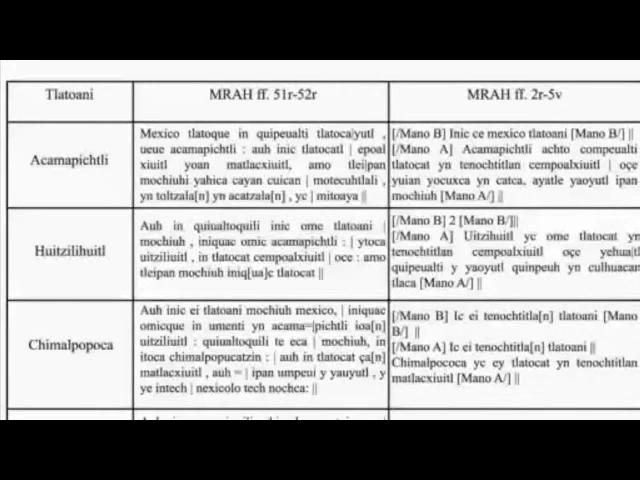 Tlatoani
MRAH ff. 51r-52r
MRAH ff. 2r-5v
Acamapichtli
Mexico tlatoque in quipeualti tlatoca|yutl ,
ueue acamapichtli : auh inic tlatocatl | epoal
xiuitl yoan matlacxiuitl, amo tlei|pan
mochiuhi yahica cayan cuican | motecuhtlali ,
yn toltzala[n] yn acatzala[n] , yc | mitoaya ||
[/Mano B] Inic ce mexico tlatoani [Mano B/] ||
[/Mano A] Acamapichtli achto compeualti
tlatocat yn tenochtitlan cempoalxiuitl | oçe
yuian yocuxca yn catca, ayatle yaoyutl ipan
mochiuh [Mano A/] ||
Huitzilihuitl
Auh in quiualtoquili inic ome tlatoani |
mochiuh , iniquac omic acamapichtli : | ytoca
uitziliuitl , in tlatocat cempoalxiuitl | oce : amo
tleipan mochiuh iniq[ua]c tlatocat ||
[/Mano B] 2 [Mano B/]||
[/Mano A] Uitzihuitl yc ome tlatocat yn
tenochtitlan cempoalxiuitl oçe yehua|tl
quipeualti y yaoyutl quinpeuh yn culhuacan
tlaca [Mano A/] ||
Chimalpopoca
Auh inic ei tlatoani mochiuh mexico, | iniquac
omicque in umenti yn acama=|pichtli ioa[n]
uitziliuitl : quiualtoquili te eca | mochiuh, in
itoca chimalpopucatzin : | auh in tlatocat ça[n]
matlacxiuitl , auh = | ipan umpeui y yauyutl , y
ye intech | nexicolo tech nochca: ||
[/Mano B] Ic ei tenochtitla[n] tlatoani [Mano
B/] ||
[/Mano A] Ic ei tenochtitla[n] tlatoani ||
Chimalpococa yc ey tlatocat yn tenochtitlan
matlacxiuitl [Mano A/] ||